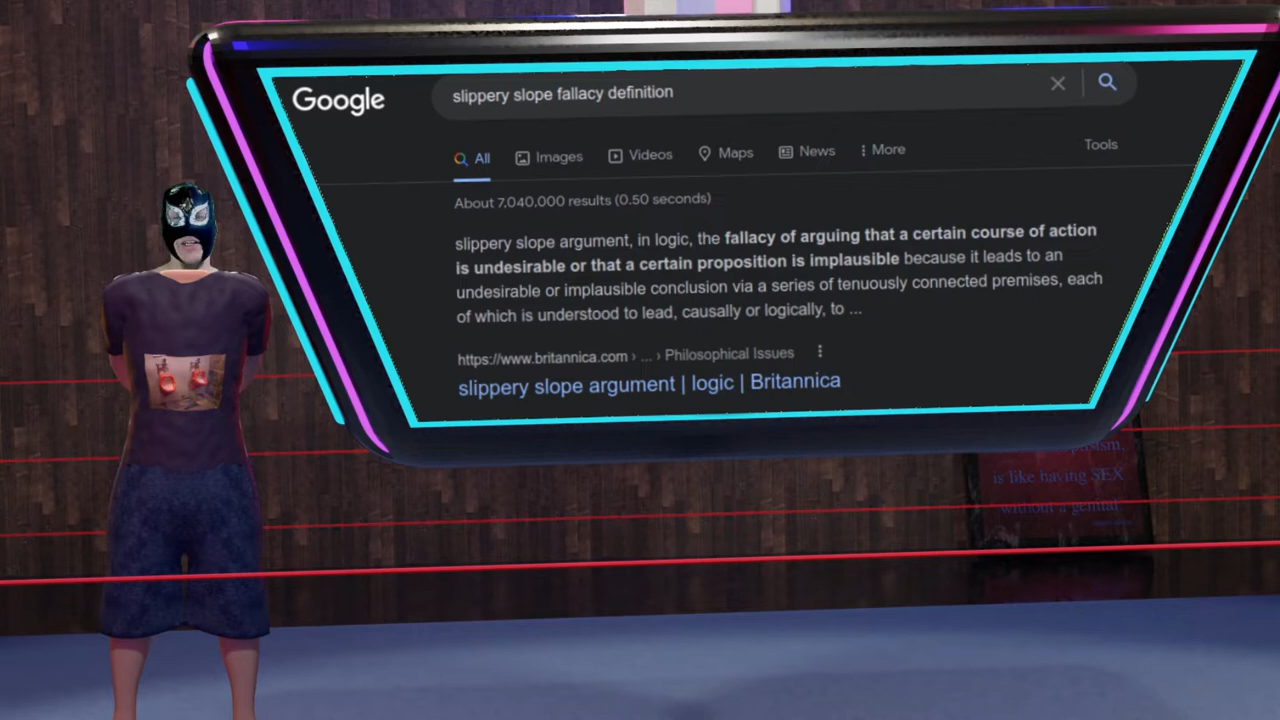 Google
slippery slope fallacy definition
All Images Videos Maps News More Tools
About 7,040,000 results (0.50 seconds)
slippery slope argument, in logic, the fallacy of arguing that a certain course of action
is undesirable or that a certain proposition is implausible because it leads to an
undesirable or implausible conclusion via a series of tenuously connected premises, each
of which is understood to lead, causally or logically, to ...
https://www.britannica.com › ... › Philosophical Issues
slippery slope argument | logic | Britannica
is like having SEX
without a genital